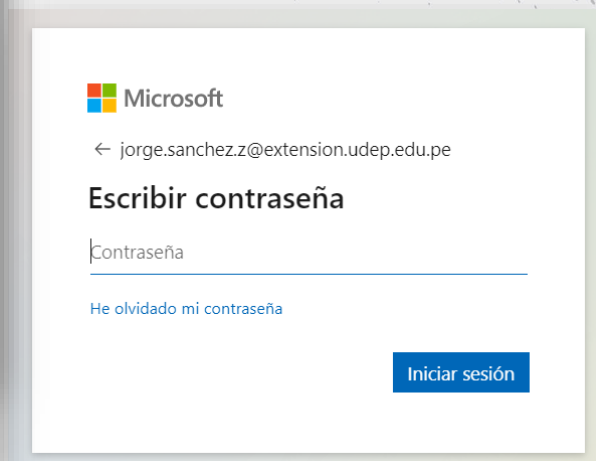 Microsoft
← jorge.sanchez.z@extension.udep.edu.pe
Escribir contraseña
Contraseña
He olvidado mi contraseña
Iniciar sesión